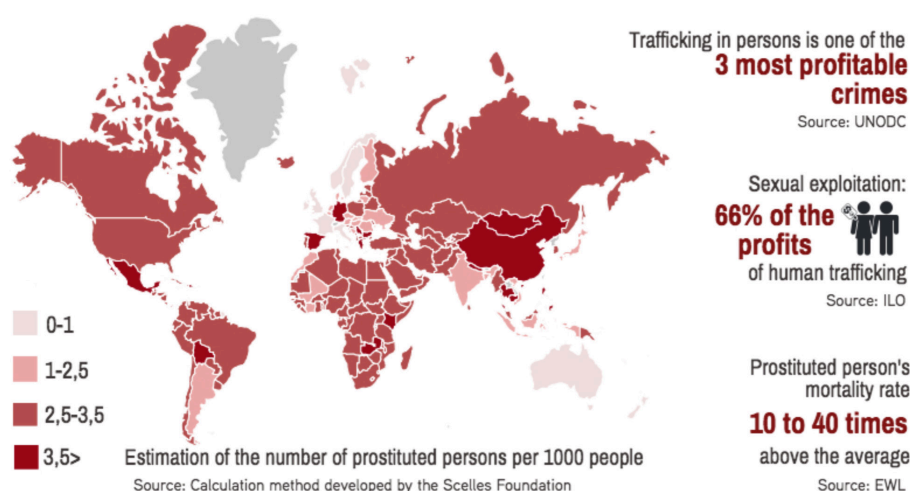 Trafficking in persons is one of the
3 most profitable
crimes
Source: UNODC
Sexual exploitation:
66% of the
profits
of human trafficking
Source: ILO
Prostituted person's
mortality rate
10 to 40 times
above the average
Source: EWL
0-1
1-2,5
2,5-3,5
3,5>
Estimation of the number of prostituted persons per 1000 people
Source: Calculation method developed by the Scelles Foundation